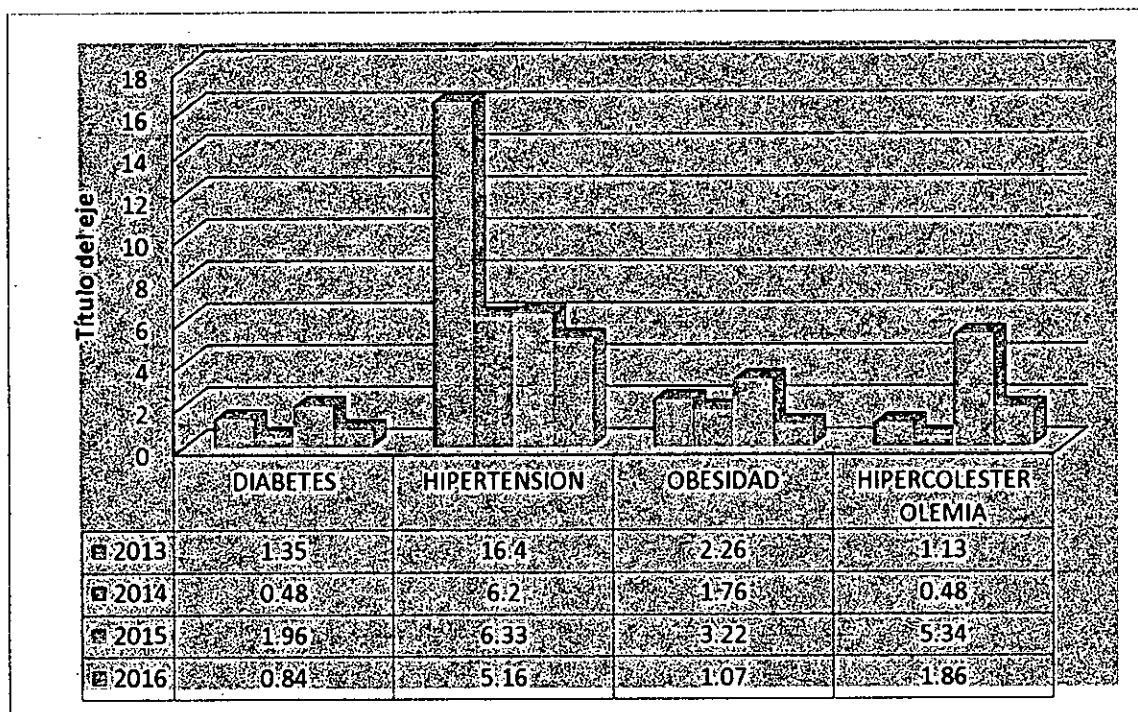 18
16
14
12
10
8
6
4
2
0
Título del eje
DIABETES HIPERTENSION OBESIDAD HIPERCOLESTER
OLEMIA
2013 1.35 16.4 2.26 1.13
2014 0.48 6.2 1.76 0.48
2015 1.96 6.33 3.22 5.34
2016 0.84 5.16 1.07 1.86